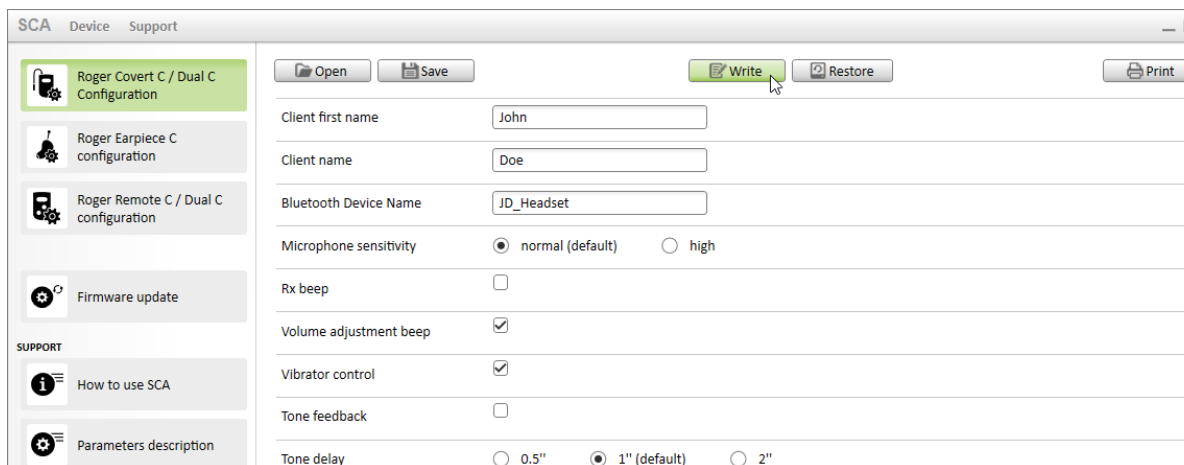 SCA Device Support
Roger Covert C / Dual C
Configuration
Roger Earpiece C
configuration
Roger Remote C / Dual C
configuration
Firmware update
SUPPORT
How to use SCA
Parameters description
Open Save Write Restore Print
Client first name John
Client name Doe
Bluetooth Device Name JD_Headset
Microphone sensitivity normal (default) high
Rx beep
Volume adjustment beep
Vibrator control
Tone feedback
Tone delay 0.5" 1" (default) 2"